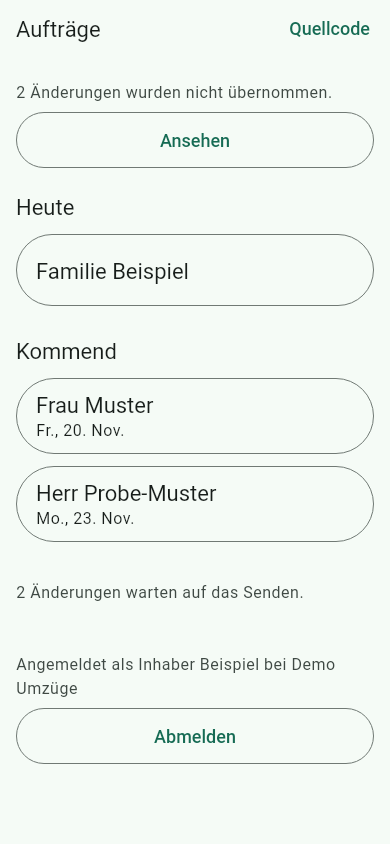 Aufträge
Quellcode
2 Änderungen wurden nicht übernommen.
Ansehen
Heute
Familie Beispiel
Kommend
Frau Muster
Fr., 20. Nov.
Herr Probe-Muster
Mo., 23. Nov.
2 Änderungen warten auf das Senden.
Angemeldet als Inhaber Beispiel bei Demo
Umzüge
Abmelden